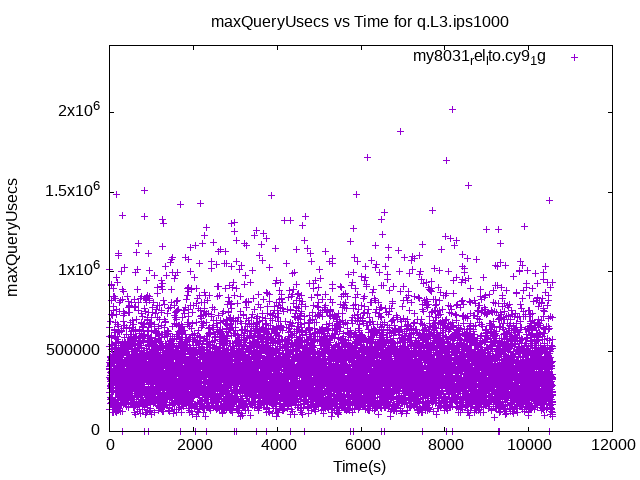 maxQueryUsecs vs Time for q.L3.ips1000
my8031_rel_lto.cy9_1g
2x10^6
1.5x10^6
1x10^6
500000
0
maxQueryUsecs
0 2000 4000 6000 8000 10000 12000
Time(s)